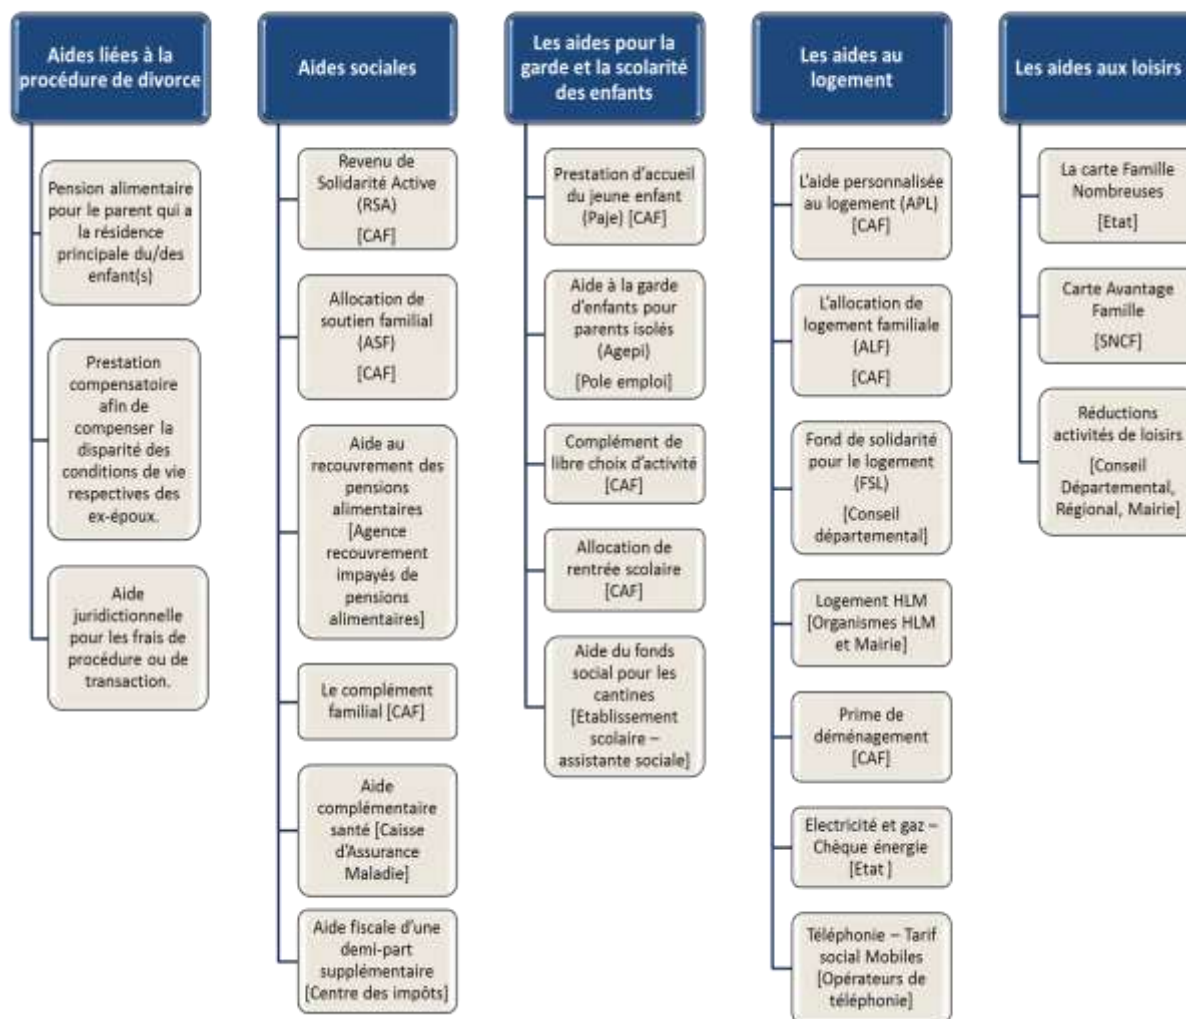 Aides liées à la
procédure de divorce
Pension alimentaire
pour le parent qui a
la résidence
principale du/des
enfant(s)
Prestation
compensatoire
afin de
compenser la
disparité des
conditions de vie
respectives des
ex-époux.
Aide
juridictionnelle
pour les frais de
procédure ou de
transaction.
Aides sociales
Revenu de
Solidarité Active
(RSA)
[CAF]
Allocation de
soutien familial
(ASF)
[CAF]
Aide au
recouvrement des
pensions
alimentaires
[Agence
recouvrement
impayés de
pensions
alimentaires]
Le complément
familial [CAF]
Aide
complémentaire
santé [Caisse
d'Assurance
Maladie]
Aide fiscale d'une
demi-part
supplémentaire
[Centre des impôts]
Les aides pour la
garde et la scolarité
des enfants
Prestation d'accueil
du jeune enfant
(Paje) [CAF]
Aide à la garde
d'enfants pour
parents isolés
(Agepi)
[Pole emploi]
Complément de
libre choix d'activité
[CAF]
Allocation de
rentrée scolaire
[CAF]
Aide du fonds
social pour les
cantines
[Etablissement
scolaire –
assistante sociale]
Les aides au
logement
L'aide personnalisée
au logement (APL)
[CAF]
L'allocation de
logement familiale
(ALF)
[CAF]
Fond de solidarité
pour le logement
(FSL)
[Conseil
départemental]
Logement HLM
[Organismes HLM
et Mairie]
Prime de
déménagement
[CAF]
Electricité et gaz –
Chèque énergie
[Etat ]
Téléphonie – Tarif
social Mobiles
[Opérateurs de
téléphonie]
Les aides aux loisirs
La carte Famille
Nombreuses
[Etat]
Carte Avantage
Famille
[SNCF]
Réductions
activités de loisirs
[Conseil
Départemental,
Régional, Mairie]